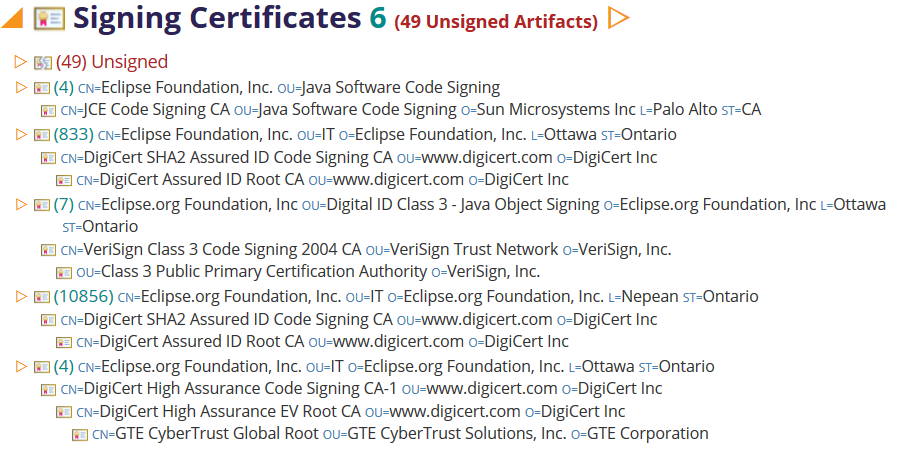 Signing Certificates 6 (49 Unsigned Artifacts)
(49) Unsigned
(4) CN=Eclipse Foundation, Inc. OU=Java Software Code Signing
CN=JCE Code Signing CA OU=Java Software Code Signing O=Sun Microsystems Inc L=Palo Alto ST=CA
(833) CN=Eclipse Foundation, Inc. OU=IT O=Eclipse Foundation, Inc. L=Ottawa ST=Ontario
CN=DigiCert SHA2 Assured ID Code Signing CA OU=www.digicert.com O=DigiCert Inc
CN=DigiCert Assured ID Root CA OU=www.digicert.com O=DigiCert Inc
(7) CN=Eclipse.org Foundation, Inc OU=Digital ID Class 3 - Java Object Signing O=Eclipse.org Foundation, Inc L=Ottawa
ST=Ontario
CN=VeriSign Class 3 Code Signing 2004 CA OU=VeriSign Trust Network O=VeriSign, Inc.
OU=Class 3 Public Primary Certification Authority O=VeriSign, Inc.
(10856) CN=Eclipse.org Foundation, Inc. OU=IT O=Eclipse.org Foundation, Inc. L=Nepean ST=Ontario
CN=DigiCert SHA2 Assured ID Code Signing CA OU=www.digicert.com O=DigiCert Inc
CN=DigiCert Assured ID Root CA OU=www.digicert.com O=DigiCert Inc
(4) CN=Eclipse.org Foundation, Inc. OU=IT O=Eclipse.org Foundation, Inc. L=Ottawa ST=Ontario
CN=DigiCert High Assurance Code Signing CA-1 OU=www.digicert.com O=DigiCert Inc
CN=DigiCert High Assurance EV Root CA OU=www.digicert.com O=DigiCert Inc
CN=GTE CyberTrust Global Root OU=GTE CyberTrust Solutions, Inc. O=GTE Corporation